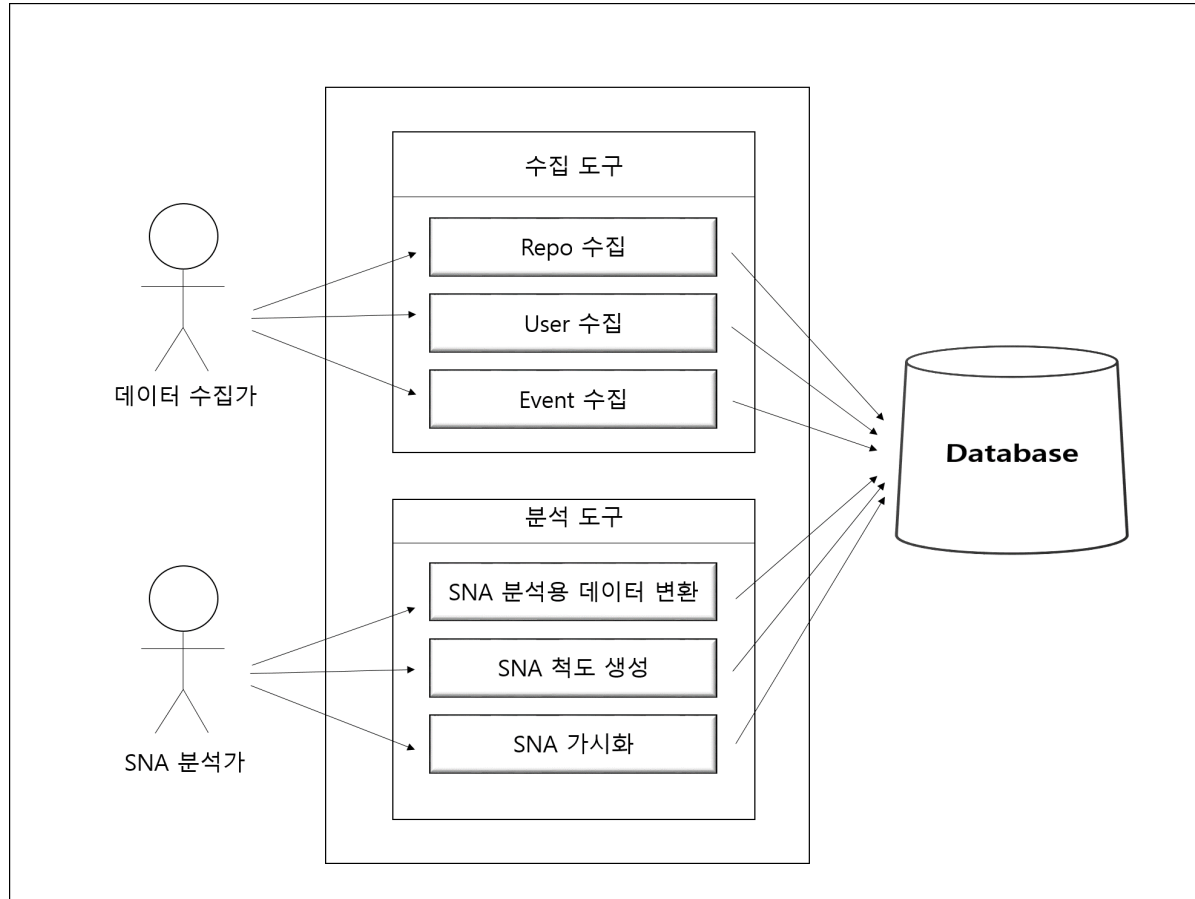 수집 도구
Repo 수집
User 수집
Event 수집
데이터 수집가
Database
분석 도구
SNA 분석용 데이터 변환
SNA 척도 생성
SNA 가시화
SNA 분석가